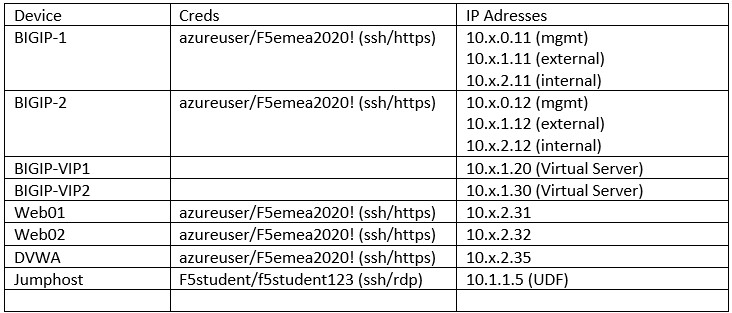 Device Creds IP Adresses
BIGIP-1 azureuser/F5emea2020! (ssh/https) 10.x.0.11 (mgmt)
10.x.1.11 (external)
10.x.2.11 (internal)
BIGIP-2 azureuser/F5emea2020! (ssh/https) 10.x.0.12 (mgmt)
10.x.1.12 (external)
10.x.2.12 (internal)
BIGIP-VIP1 10.x.1.20 (Virtual Server)
BIGIP-VIP2 10.x.1.30 (Virtual Server)
Web01 azureuser/F5emea2020! (ssh/https) 10.x.2.31
Web02 azureuser/F5emea2020! (ssh/https) 10.x.2.32
DVWA azureuser/F5emea2020! (ssh/https) 10.x.2.35
Jumphost F5student/f5student123 (ssh/rdp) 10.1.1.5 (UDF)